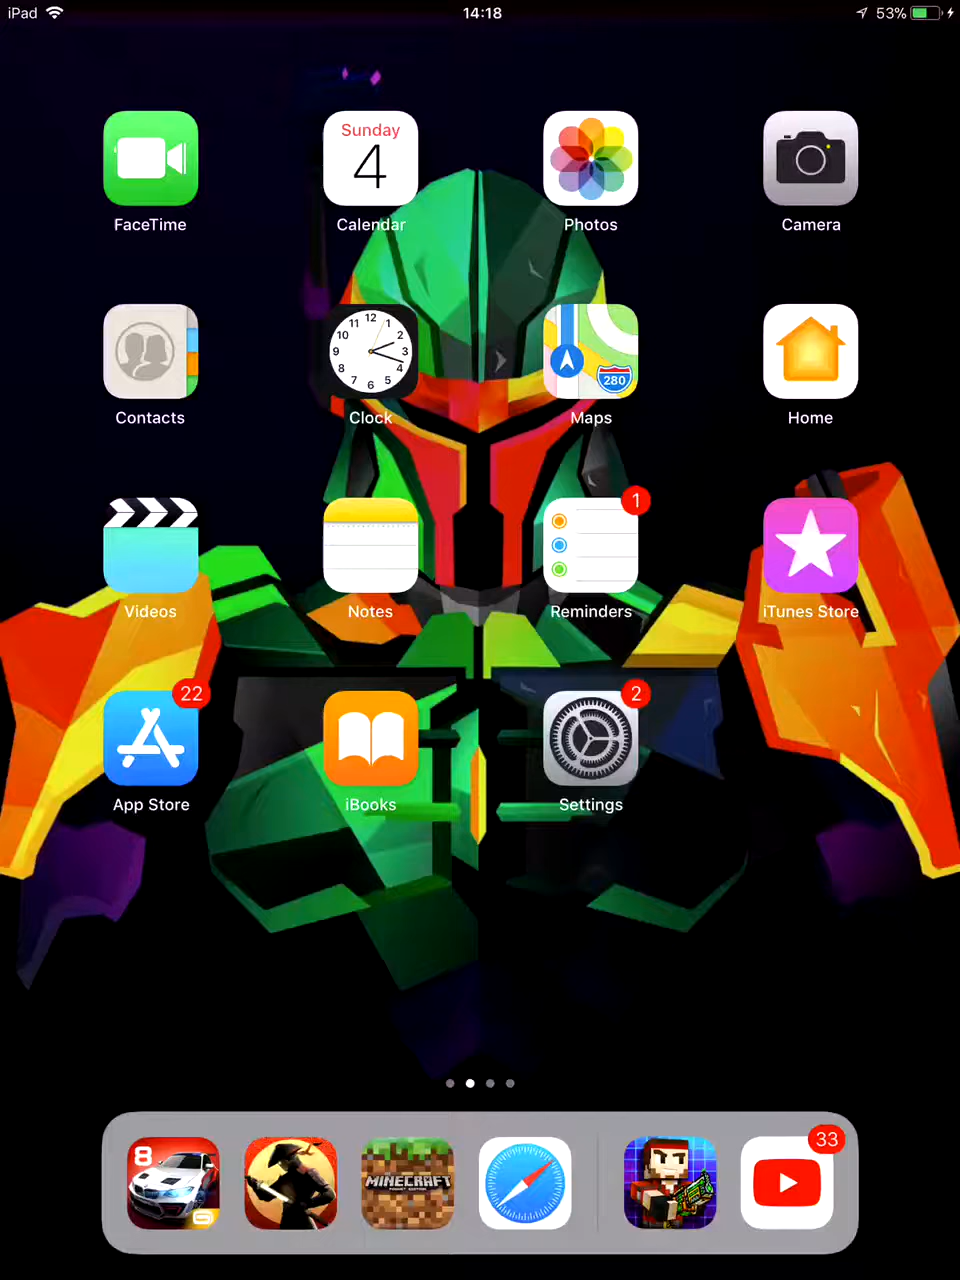 iPad 14:18 53%
Sunday
4
FaceTime Calendar Photos Camera
12
11 1
10 2
9 3
8 4
7 5
6
280
Contacts Clock Maps Home
1
Videos Notes Reminders iTunes Store
22 2
App Store iBooks Settings
33
8
MINECRAFT